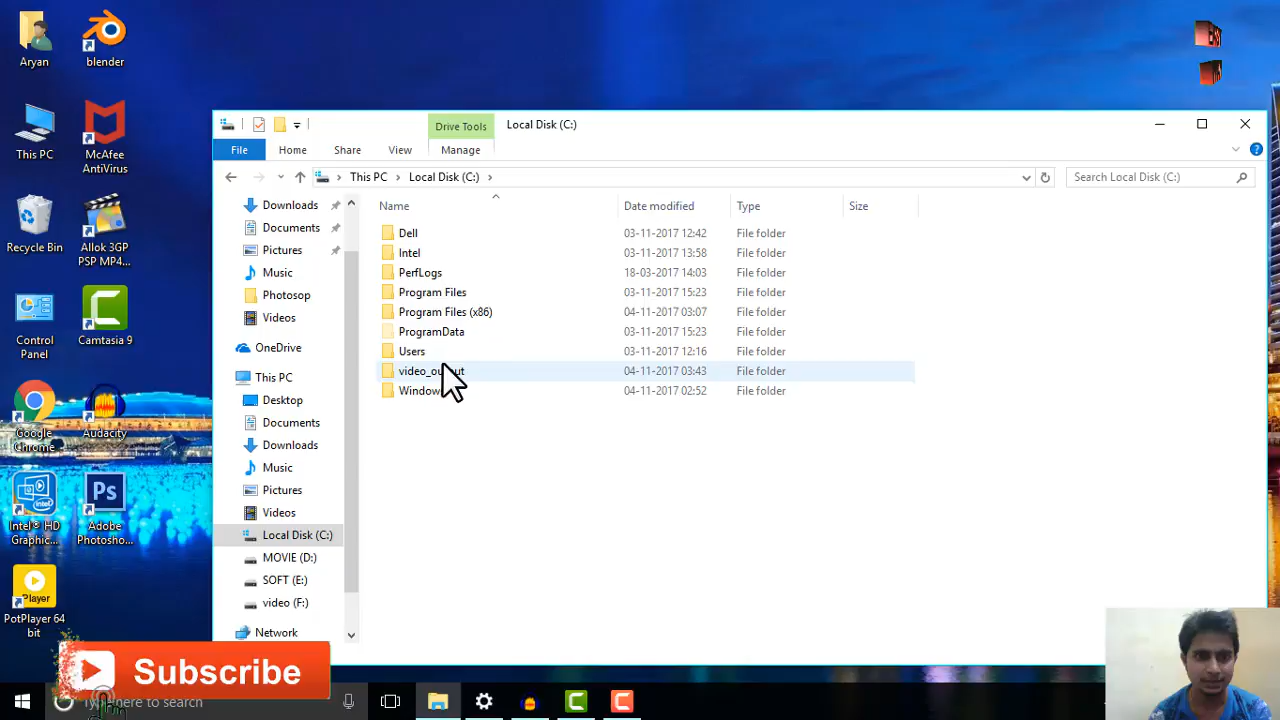 Aryan
blender
This PC
McAfee
AntiVirus
Recycle Bin
Allok 3GP
PSP MP4...
Control
Panel
Camtasia 9
Google
Chrome
Audacity
Intel® HD
Graphic...
Adobe
Photosho...
Ps
PotPlayer 64
bit
Player
Drive Tools
Local Disk (C:)
File
Home
Share
View
Manage
This PC
Local Disk (C:)
Search Local Disk (C:)
Downloads
Documents
Pictures
Music
Photosop
Videos
OneDrive
This PC
Desktop
Documents
Downloads
Music
Pictures
Videos
Local Disk (C:)
MOVIE (D:)
SOFT (E:)
video (F:)
Network
Name Date modified Type Size
Dell 03-11-2017 12:42 File folder
Intel 03-11-2017 13:58 File folder
PerfLogs 18-03-2017 14:03 File folder
Program Files 03-11-2017 15:23 File folder
Program Files (x86) 04-11-2017 03:07 File folder
ProgramData 03-11-2017 15:23 File folder
Users 03-11-2017 12:16 File folder
04-11-2017 03:43 File folder
04-11-2017 02:52 File folder
Subscribe
here to search